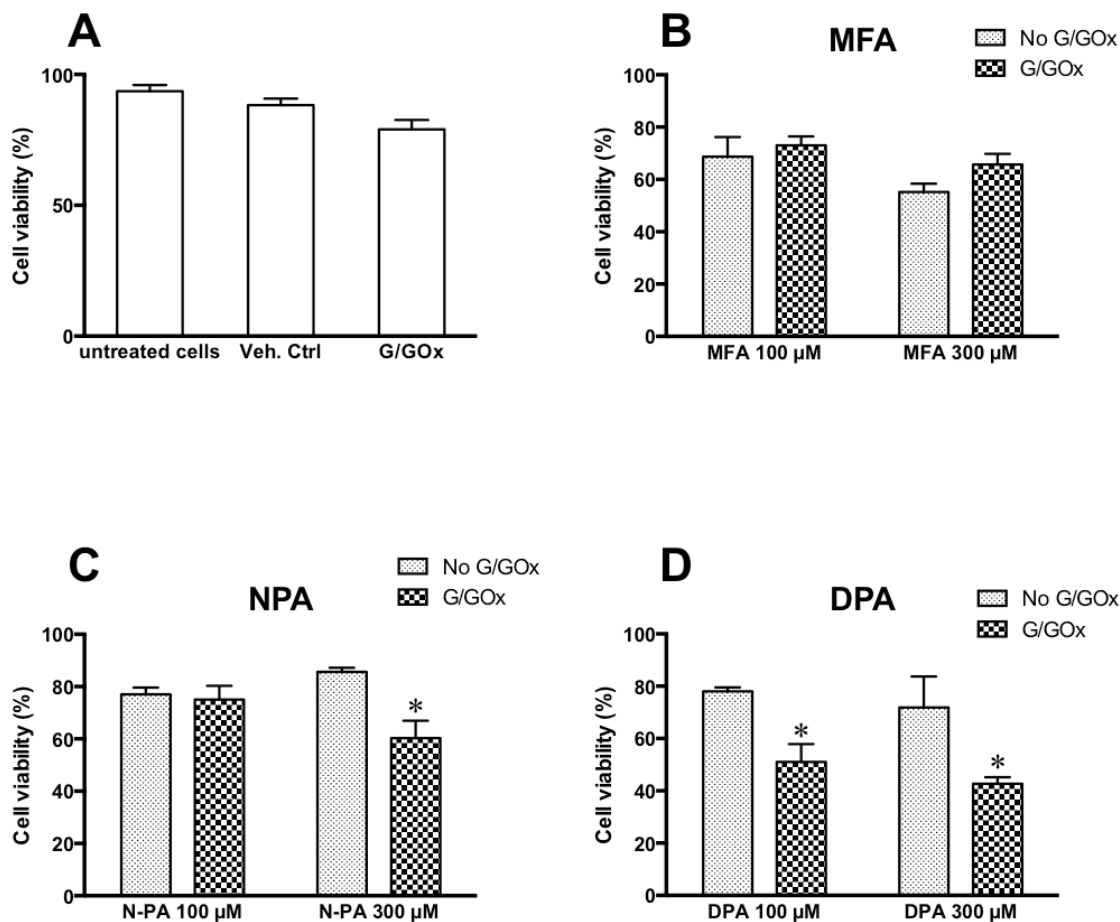 A
Cell viability (%)
100
50
0
untreated cells Veh. Ctrl G/GOx
B
MFA
No G/GOx
G/GOx
Cell viability (%)
100
80
60
40
20
0
MFA 100 µM MFA 300 µM
C
NPA
No G/GOx
G/GOx
Cell viability (%)
100
80
60
40
20
0
*
N-PA 100 µM N-PA 300 µM
D
DPA
No G/GOx
G/GOx
Cell viability (%)
100
80
60
40
20
0
*
*
DPA 100 µM DPA 300 µM